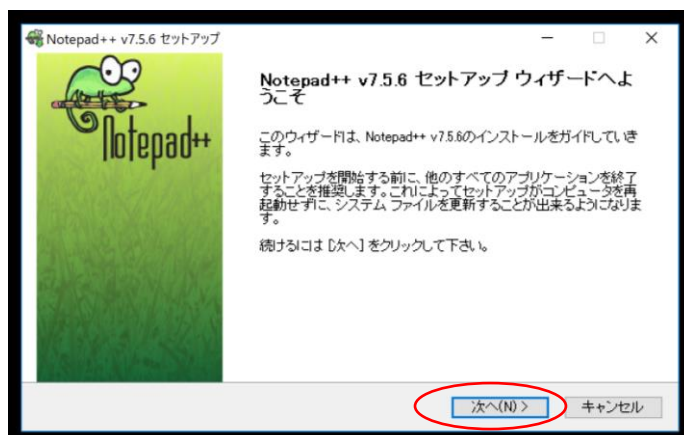 Notepad++ v7.5.6 セットアップ
Notepad++
Notepad++ v7.5.6 セットアップ ウィザードへよ
うこそ
このウィザードは、Notepad++ v7.5.6のインストールをガイドしていき
ます。
セットアップを開始する前に、他のすべてのアプリケーションを終了
することを推奨します。これによってセットアップがコンピュータを再
起動せずに、システム ファイルを更新することが出来るようになりま
す。
続けるには [次へ] をクリックして下さい。
次へ(N) >
キャンセル